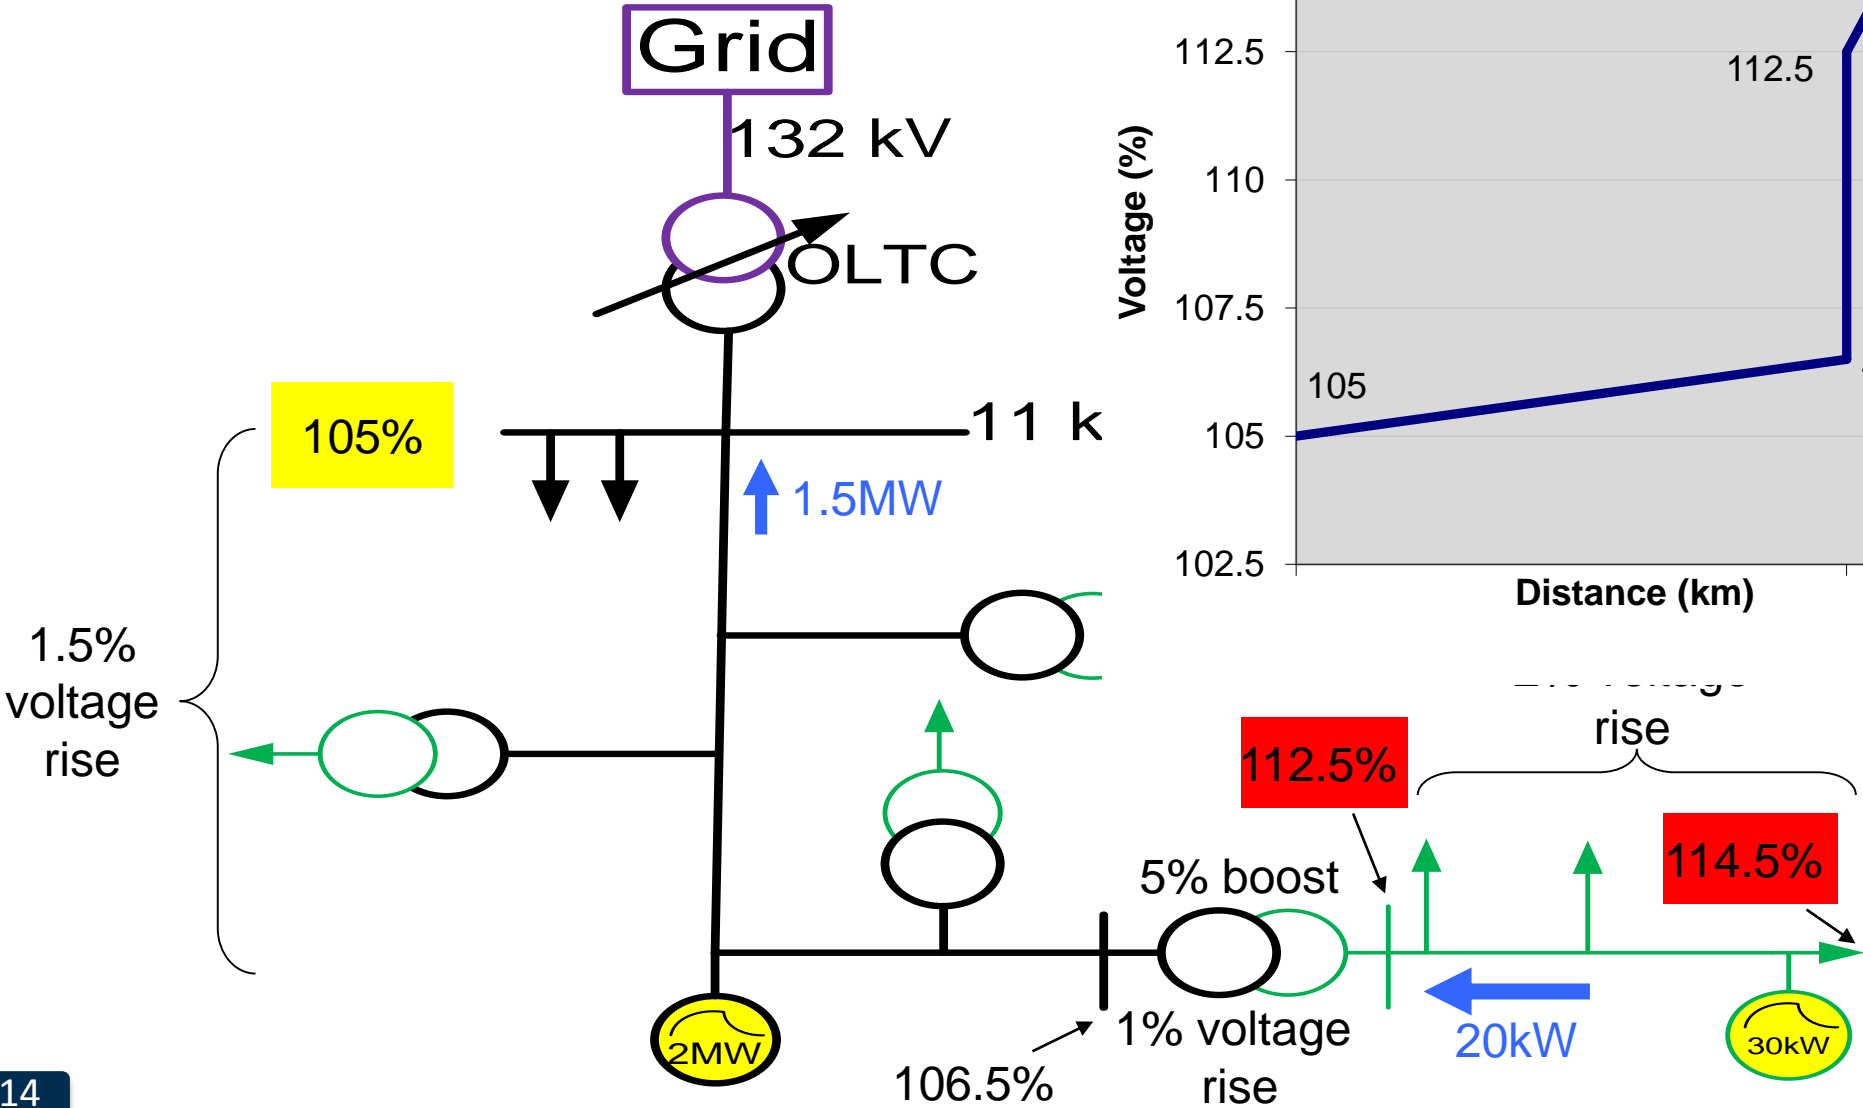 Grid
132 kV
OLTC
105%
11 k
1.5MW
1.5%
voltage
rise
112.5
110
107.5
105
102.5
Voltage (%)
112.5
105
Distance (km)
rise
112.5%
114.5%
5% boost
1% voltage
rise
106.5%
20kW
2MW
30kW
14